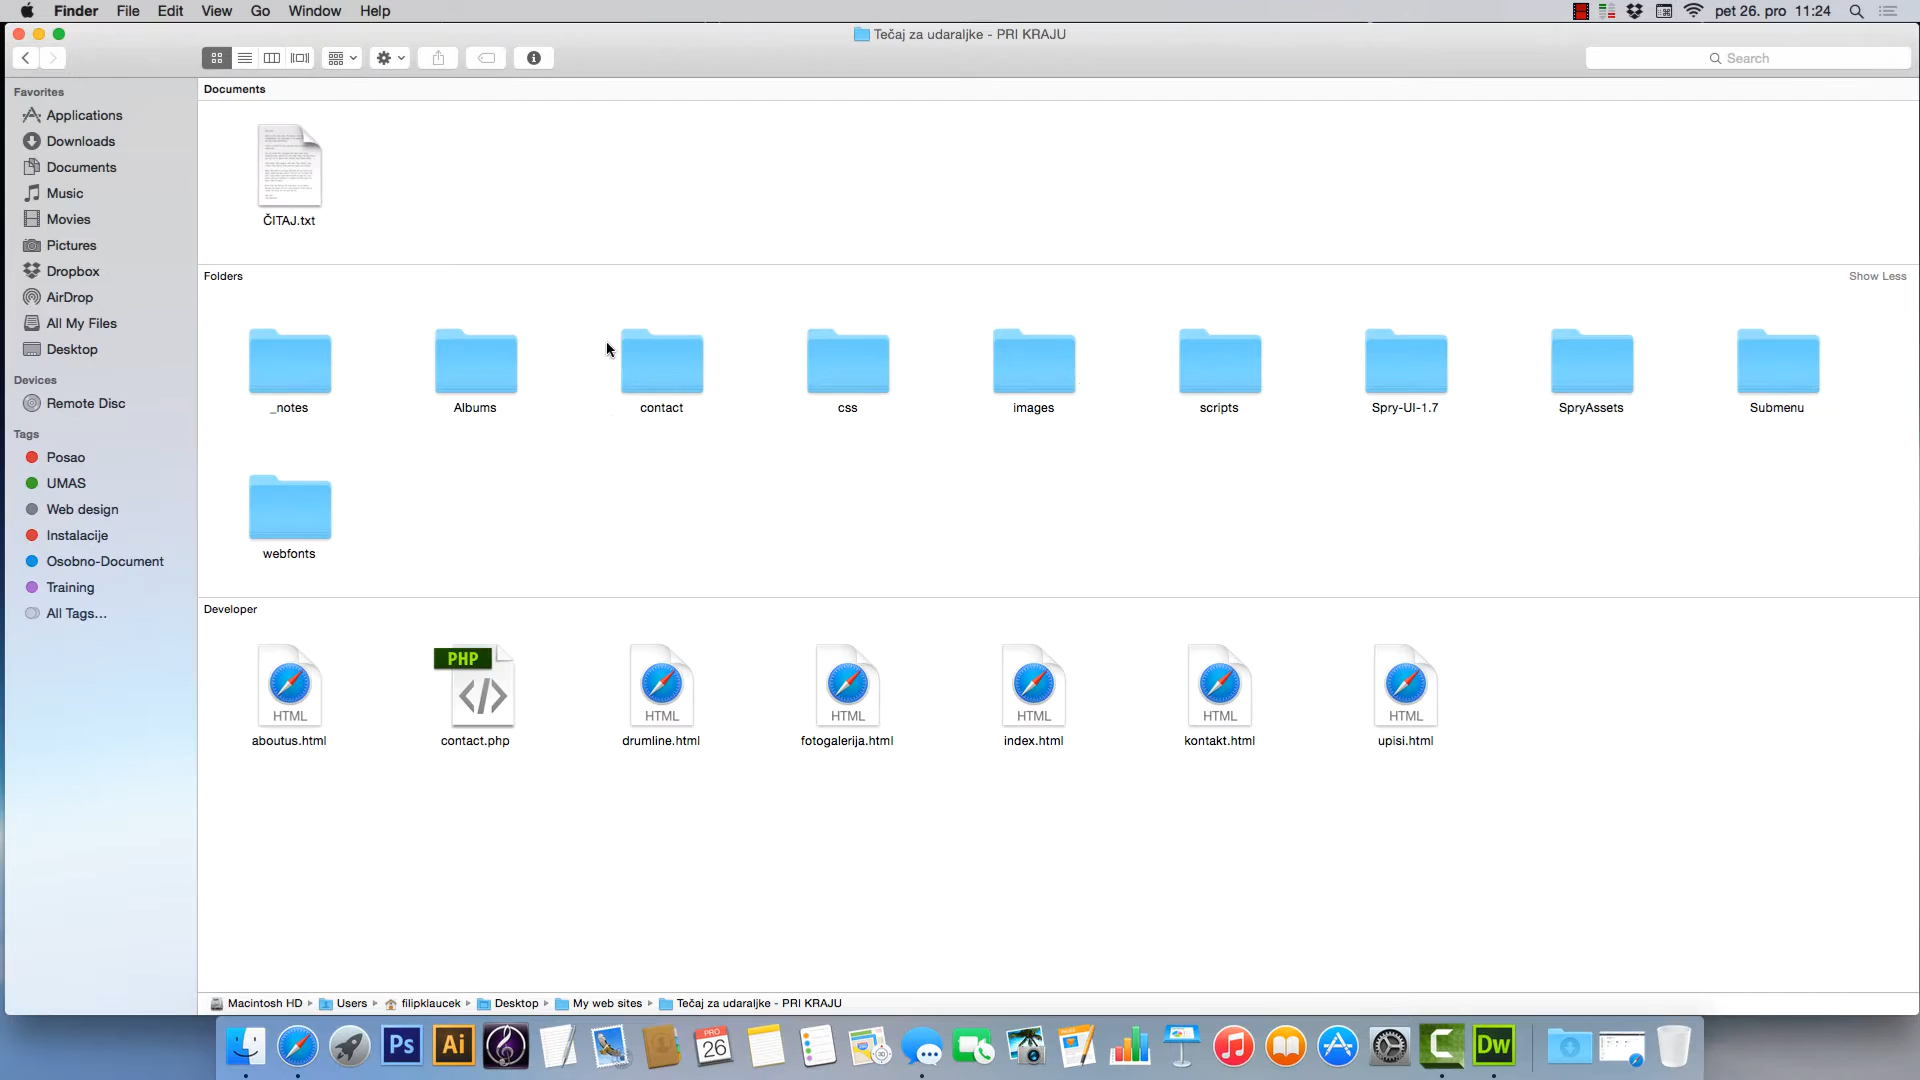 Finder File Edit View Go Window Help
pet 26. pro 11:24
Tečaj za udaraljke - PRI KRAJU
Search
Favorites
Applications
Downloads
Documents
Music
Movies
Pictures
Dropbox
AirDrop
All My Files
Desktop
Devices
Remote Disc
Tags
Posao
UMAS
Web design
Instalacije
Osobno-Document
Training
All Tags...
Documents
ČITAJ.txt
Folders
Show Less
_notes Albums contact css images scripts Spry-UI-1.7 SpryAssets Submenu
webfonts
Developer
HTML PHP HTML HTML HTML HTML HTML
aboutus.html contact.php drumline.html fotogalerija.html index.html kontakt.html upisi.html
Macintosh HD Users filipklaucek Desktop My web sites Tečaj za udaraljke - PRI KRAJU
Ps Ai PRO 26 C Dw